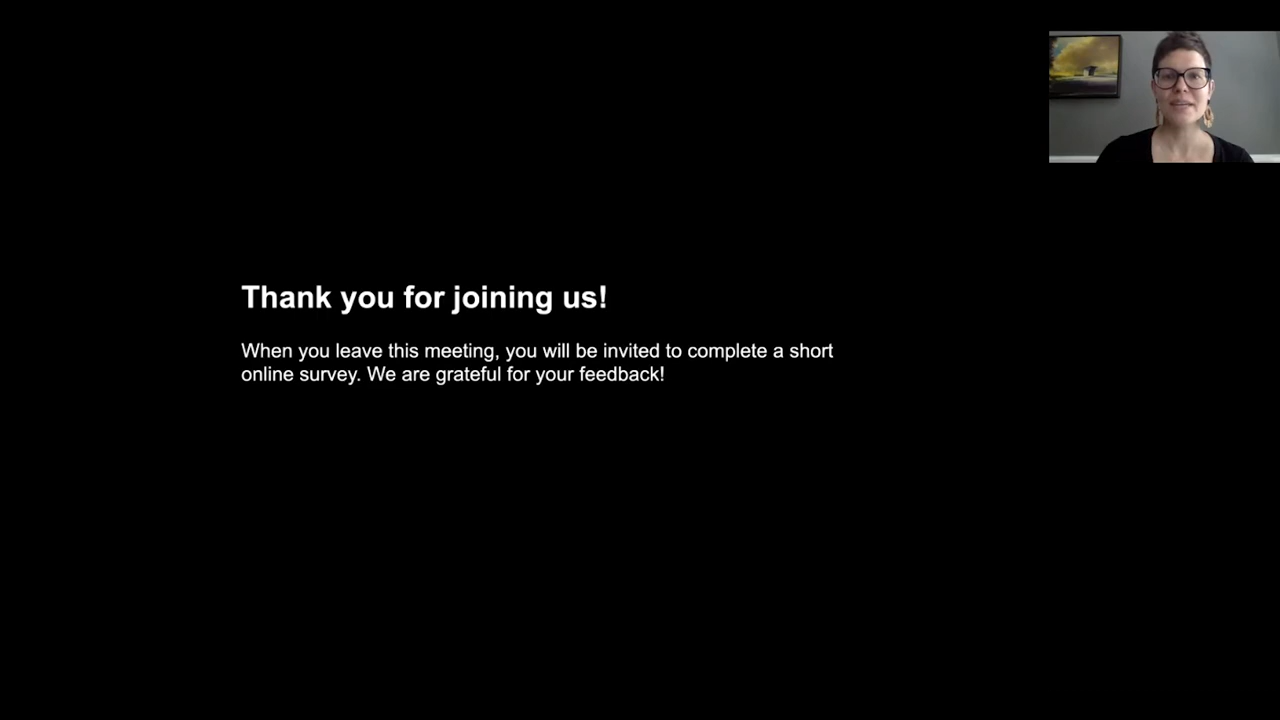 Thank you for joining us!
When you leave this meeting, you will be invited to complete a short
online survey. We are grateful for your feedback!